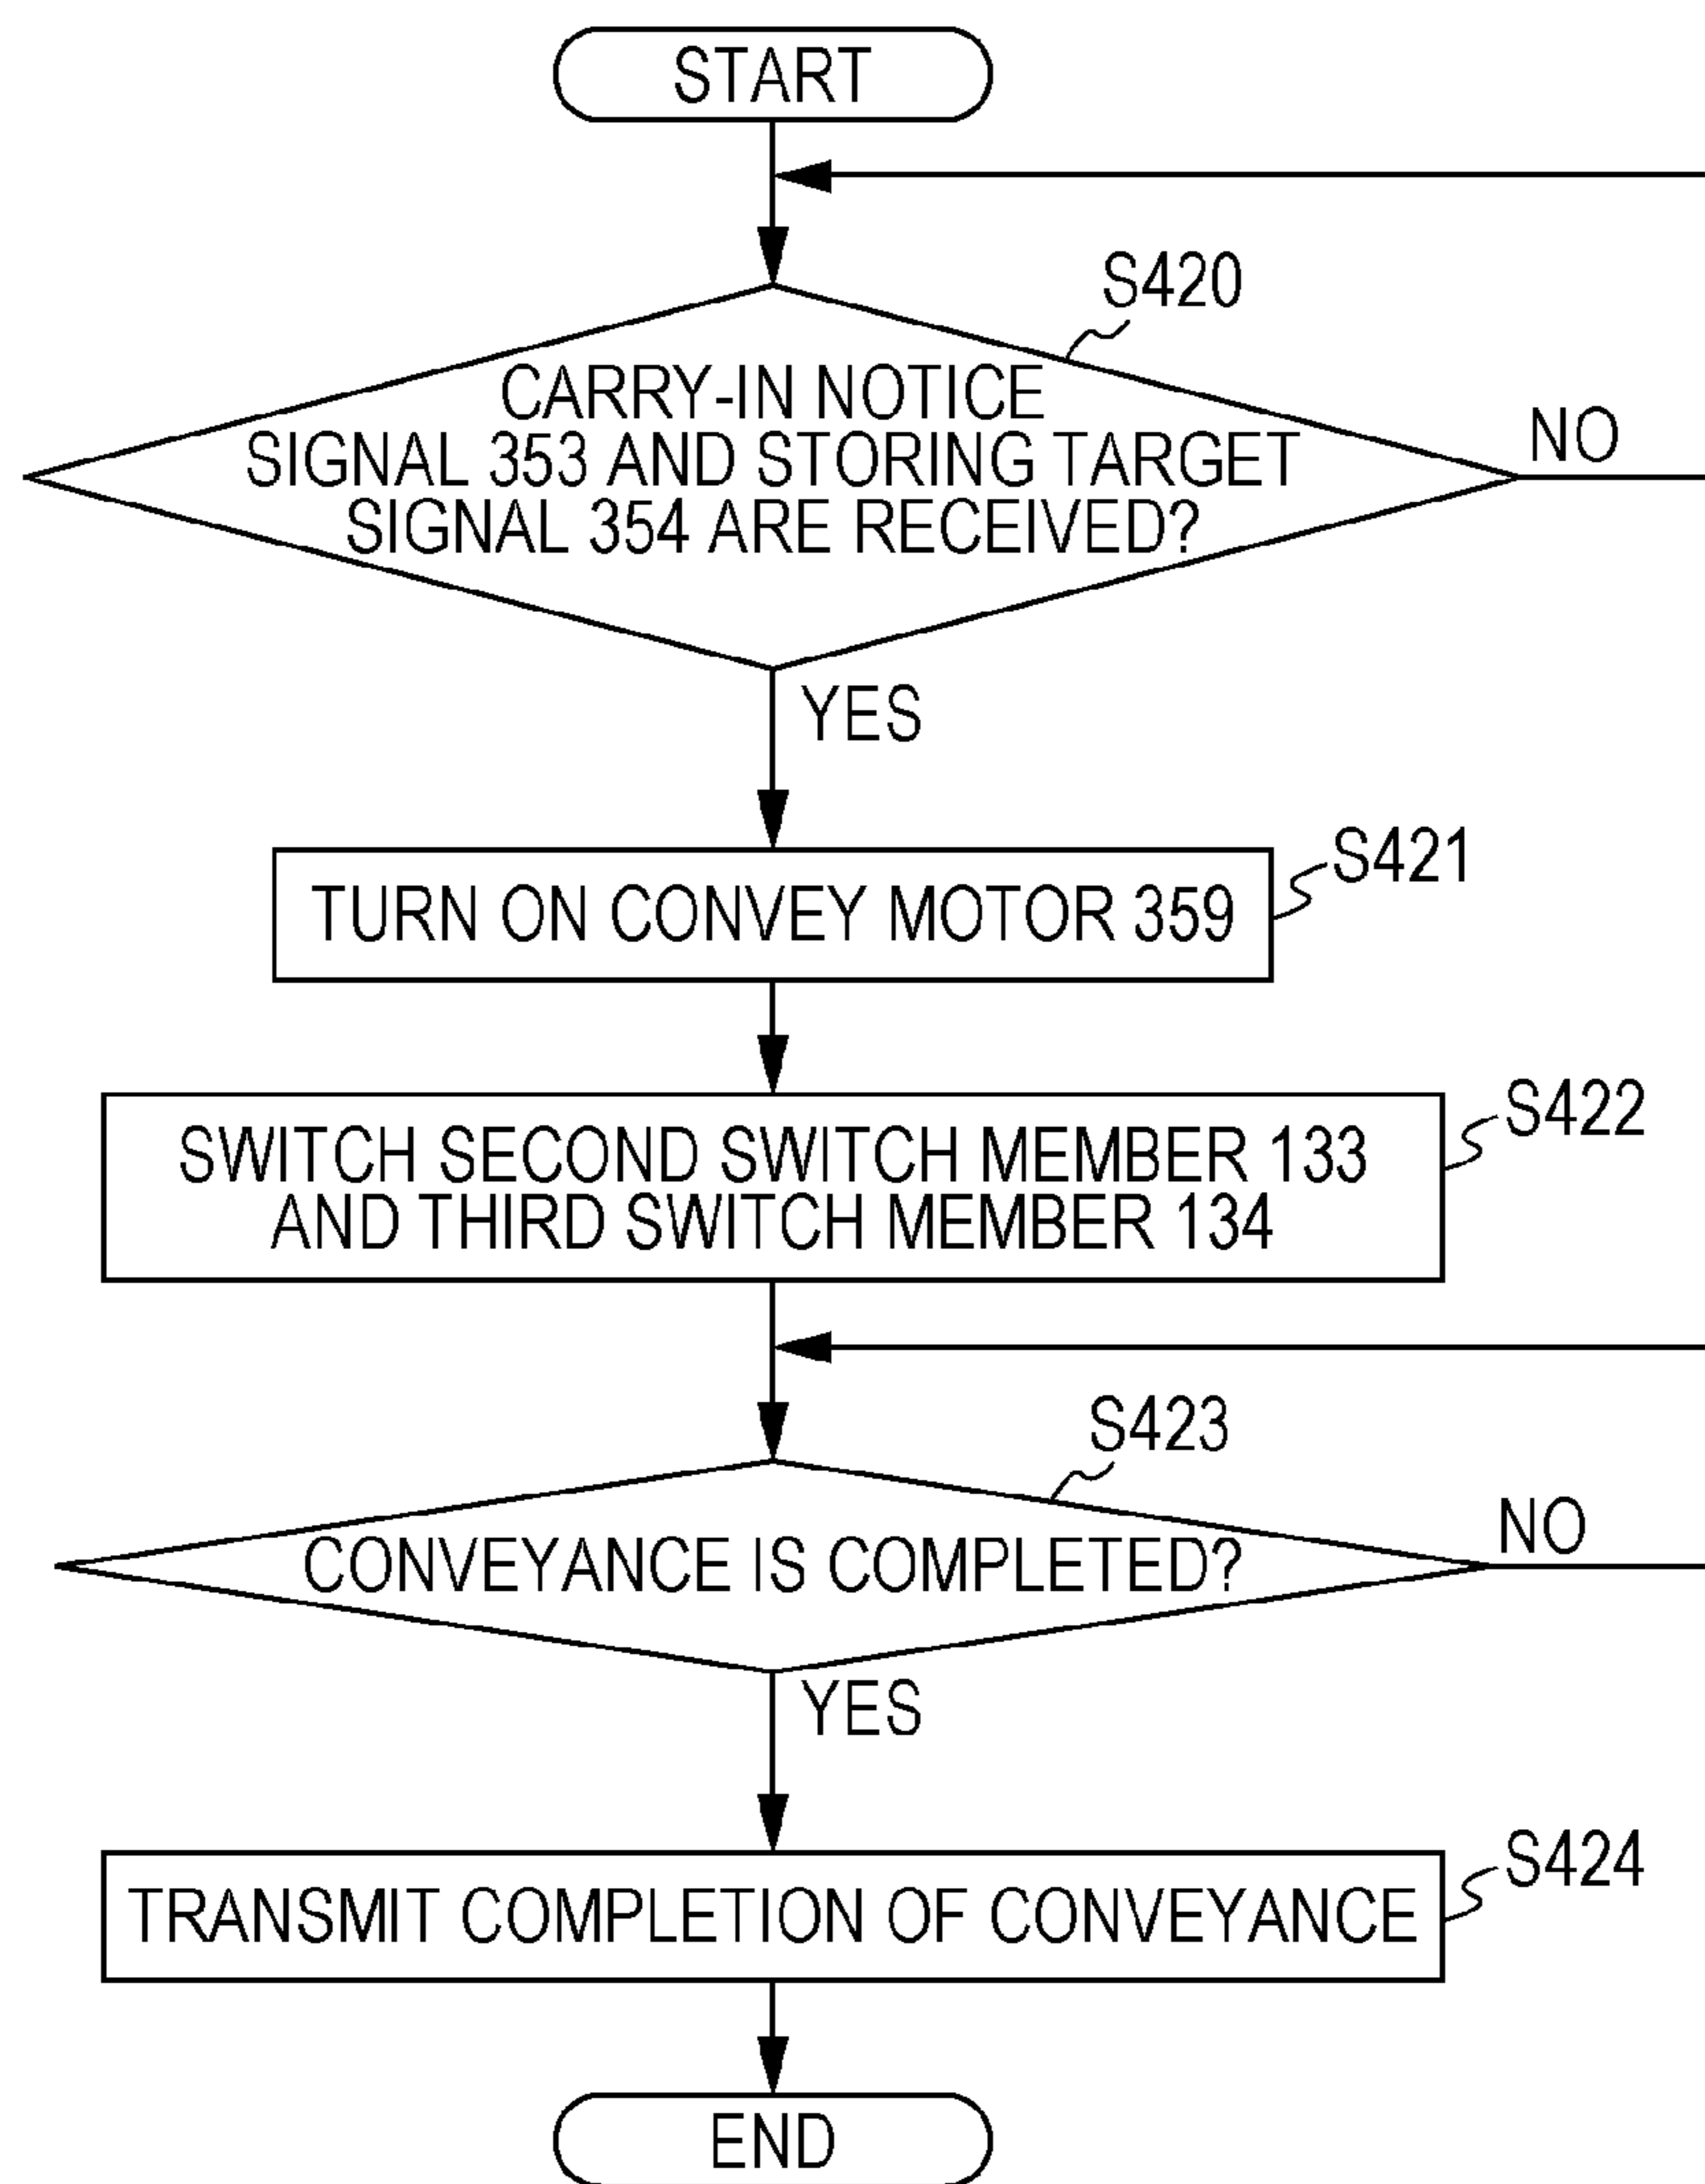 START
S420
CARRY-IN NOTICE
SIGNAL 353 AND STORING TARGET
SIGNAL 354 ARE RECEIVED?
NO
YES
S421
TURN ON CONVEY MOTOR 359
S422
SWITCH SECOND SWITCH MEMBER 133
AND THIRD SWITCH MEMBER 134
S423
CONVEYANCE IS COMPLETED?
NO
YES
S424
TRANSMIT COMPLETION OF CONVEYANCE
END